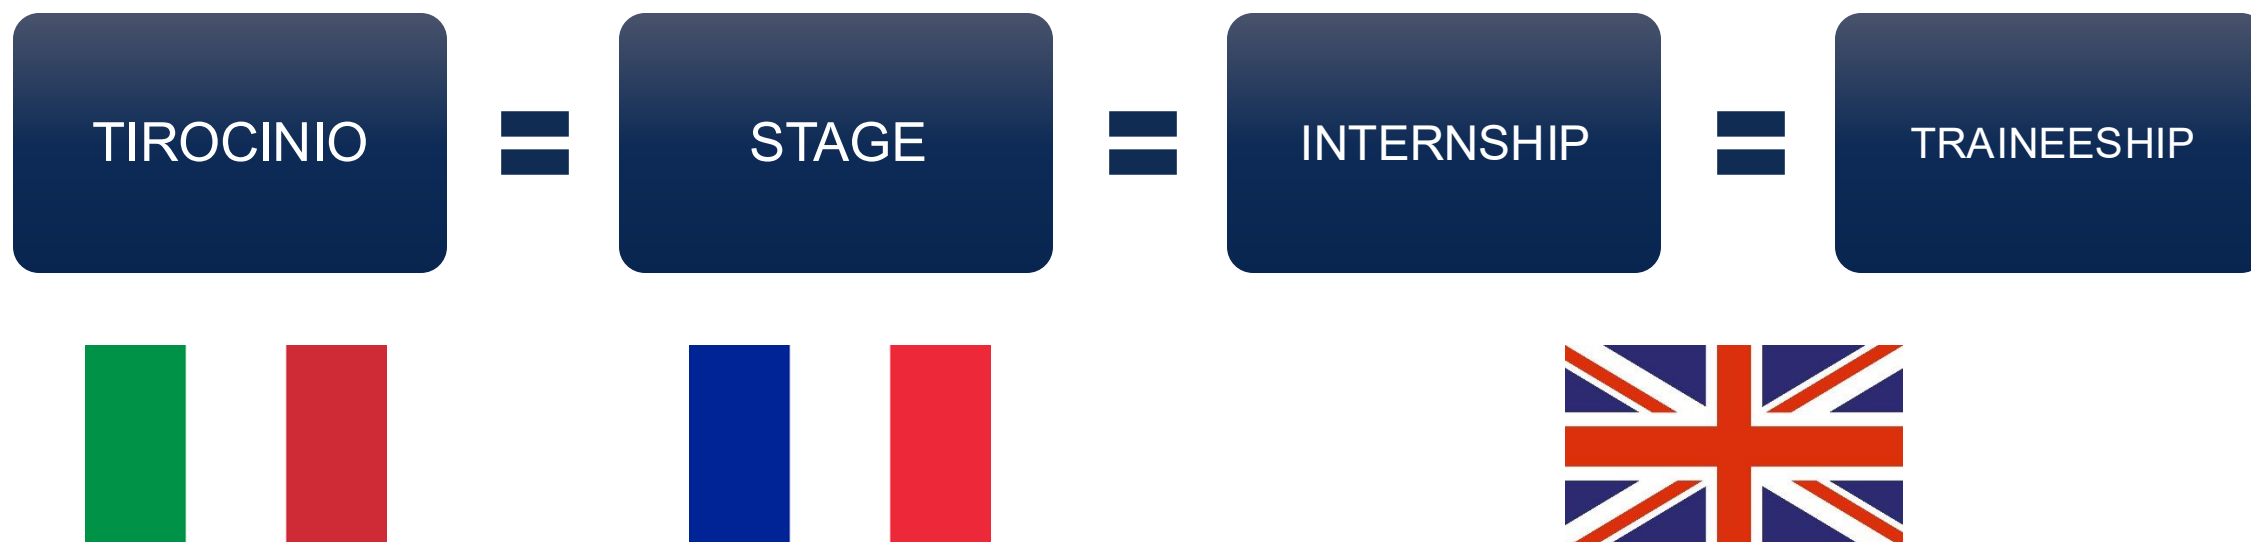 TIROCINIO = STAGE = INTERNSHIP = TRAINEESHIP